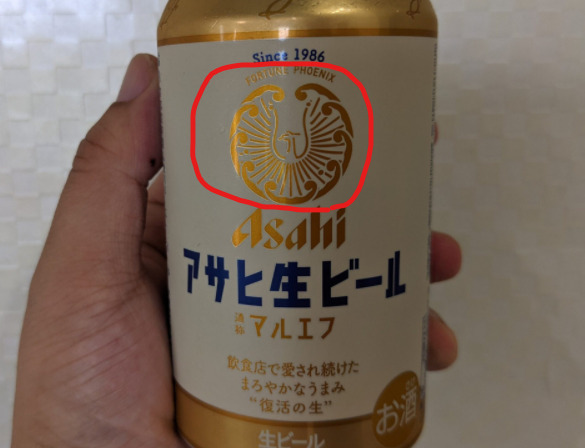 Since 1986
FORTUNE PHOENIX
Asahi
アサヒ生ビール
通称 マルエフ
飲食店で愛され続けた
まろやかなうまみ
“復活の生”
お酒
生ビール